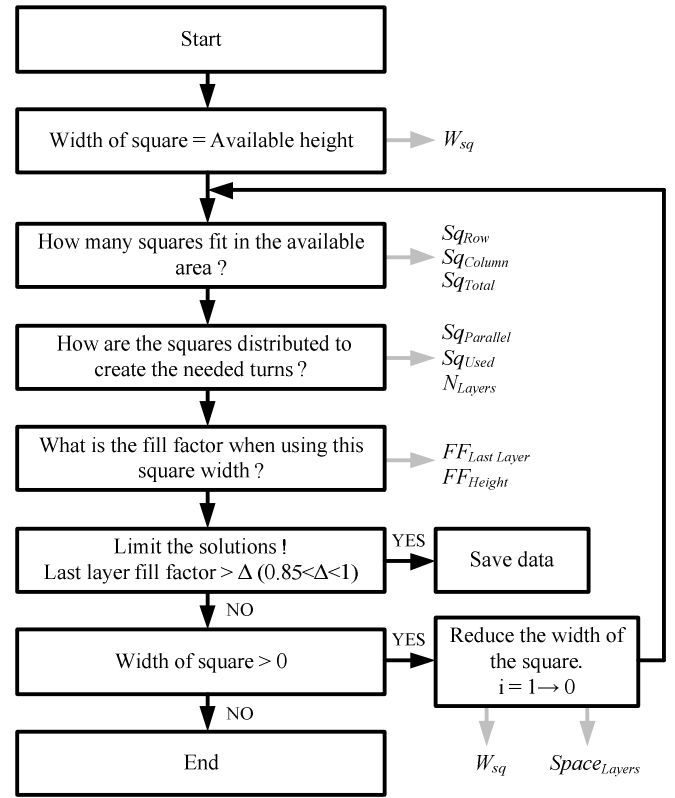 Start
Width of square = Available height
W_sq
How many squares fit in the available
area ?
Sq_Row
Sq_Column
Sq_Total
How are the squares distributed to
create the needed turns ?
Sq_Parallel
Sq_Used
N_Layers
What is the fill factor when using this
square width ?
FF_Last Layer
FF_Height
Limit the solutions !
Last layer fill factor > Δ (0.85<Δ<1)
YES
Save data
NO
Width of square > 0
YES
Reduce the width of
the square.
i = 1→ 0
NO
End
W_sq
Space_Layers